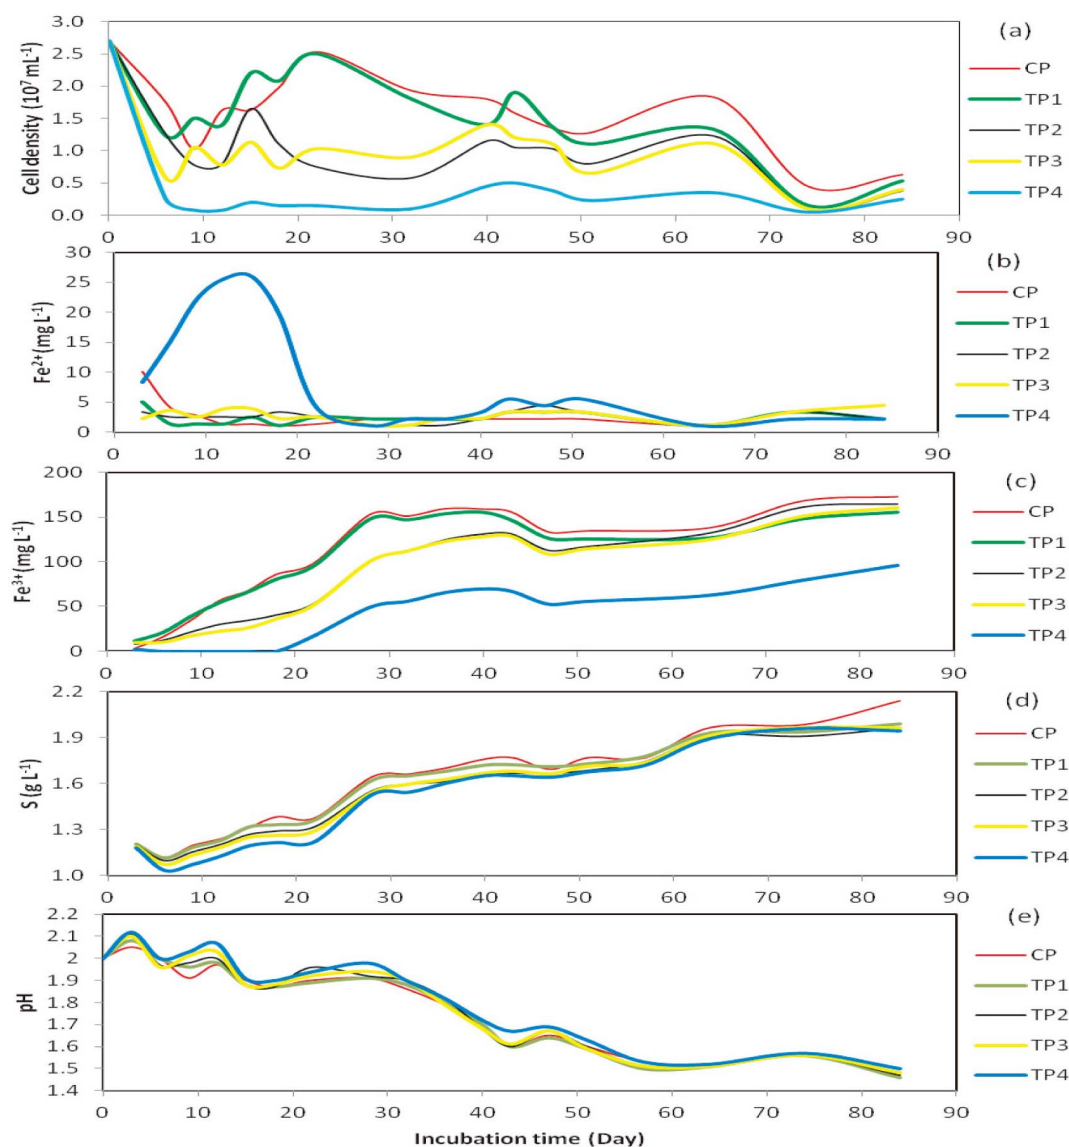 (a)
Cell density (10⁷ mL⁻¹)
3.0
2.5
2.0
1.5
1.0
0.5
0.0
0 10 20 30 40 50 60 70 80 90
CP
TP1
TP2
TP3
TP4
(b)
Fe²⁺(mg L⁻¹)
30
25
20
15
10
5
0
0 10 20 30 40 50 60 70 80 90
CP
TP1
TP2
TP3
TP4
(c)
Fe³⁺(mg L⁻¹)
200
150
100
50
0
0 10 20 30 40 50 60 70 80 90
CP
TP1
TP2
TP3
TP4
(d)
S (g L⁻¹)
2.2
1.9
1.6
1.3
1.0
0 10 20 30 40 50 60 70 80 90
CP
TP1
TP2
TP3
TP4
(e)
pH
2.2
2.1
2
1.9
1.8
1.7
1.6
1.5
1.4
0 10 20 30 40 50 60 70 80 90
CP
TP1
TP2
TP3
TP4
Incubation time (Day)